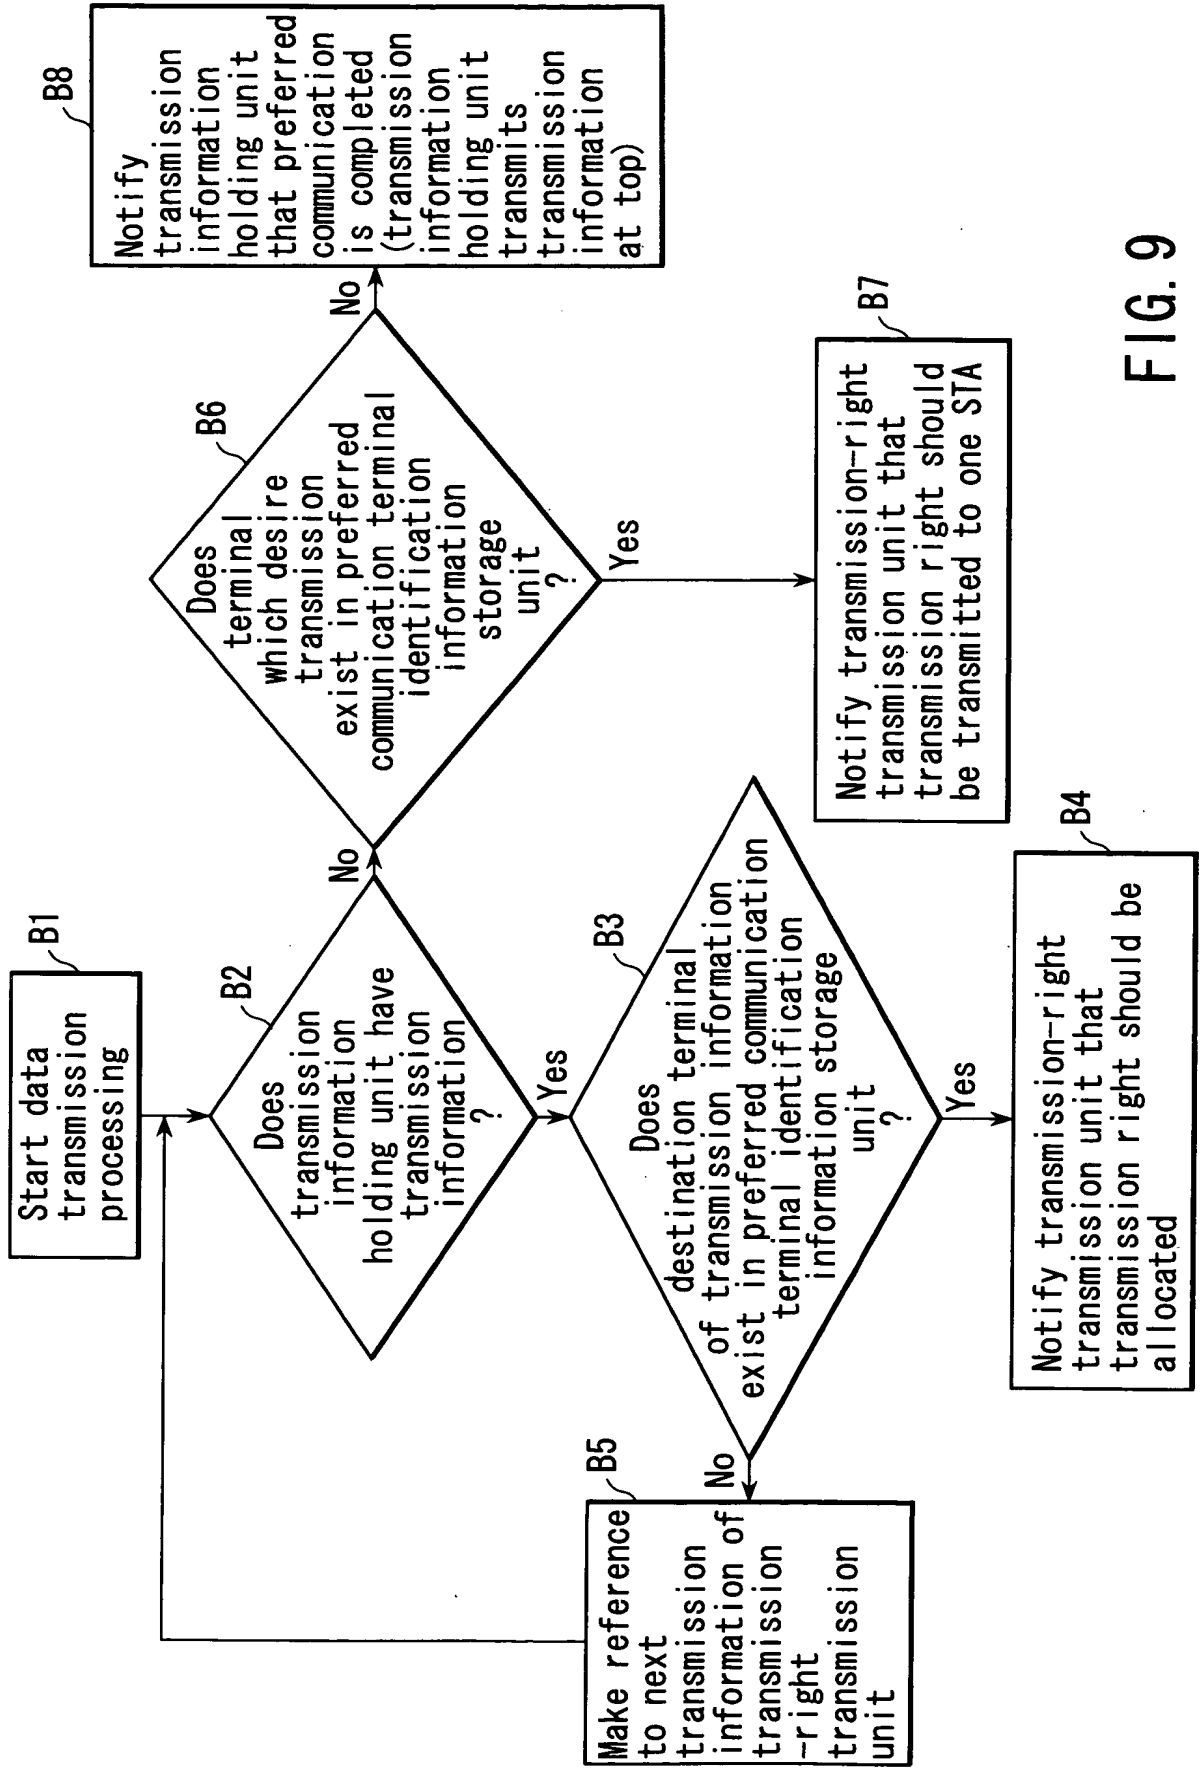 B1
Start data
transmission
processing
B2
Does
transmission
information
holding unit have
transmission
information
?
No
Yes
B3
Does
destination terminal
of transmission information
exist in preferred communication
terminal identification
information storage
unit
?
Yes
No
B4
Notify transmission-right
transmission unit that
transmission right should be
allocated
B5
Make reference
to next
transmission
information of
transmission
-right
transmission
unit
B6
Does
terminal
which desire
transmission
exist in preferred
communication terminal
identification
information
storage
unit
?
No
Yes
B7
Notify transmission-right
transmission unit that
transmission right should
be transmitted to one STA
B8
Notify
transmission
information
holding unit
that preferred
communication
is completed
(transmission
information
holding unit
transmits
transmission
information
at top)
FIG. 9